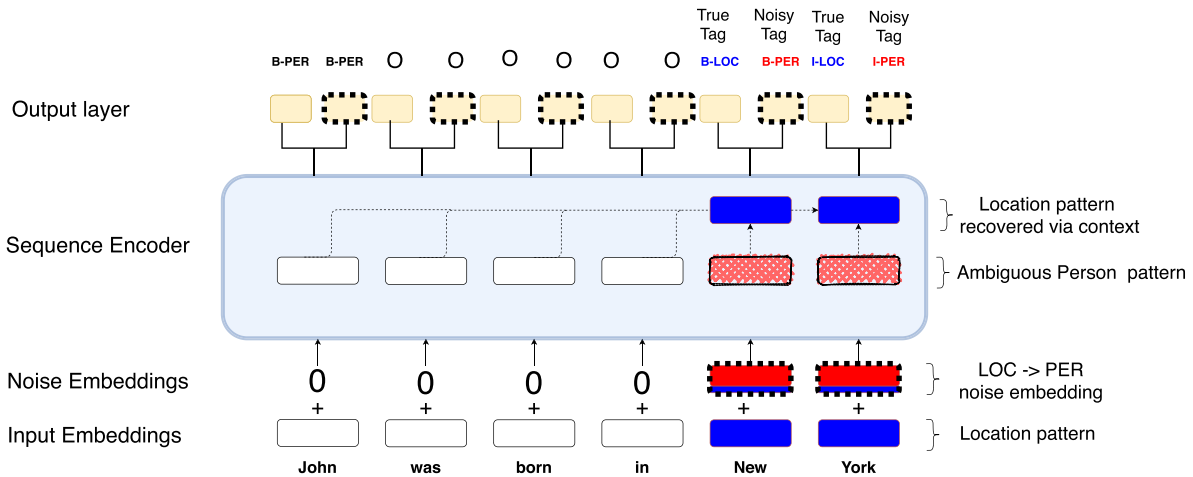 True Tag Noisy Tag True Tag Noisy Tag
B-PER B-PER O O O O O O B-LOC B-PER I-LOC I-PER
Output layer
Sequence Encoder
Location pattern
recovered via context
Ambiguous Person pattern
Noise Embeddings 0 0 0 0
LOC -> PER
noise embedding
+ + + + + +
Input Embeddings
Location pattern
John was born in New York